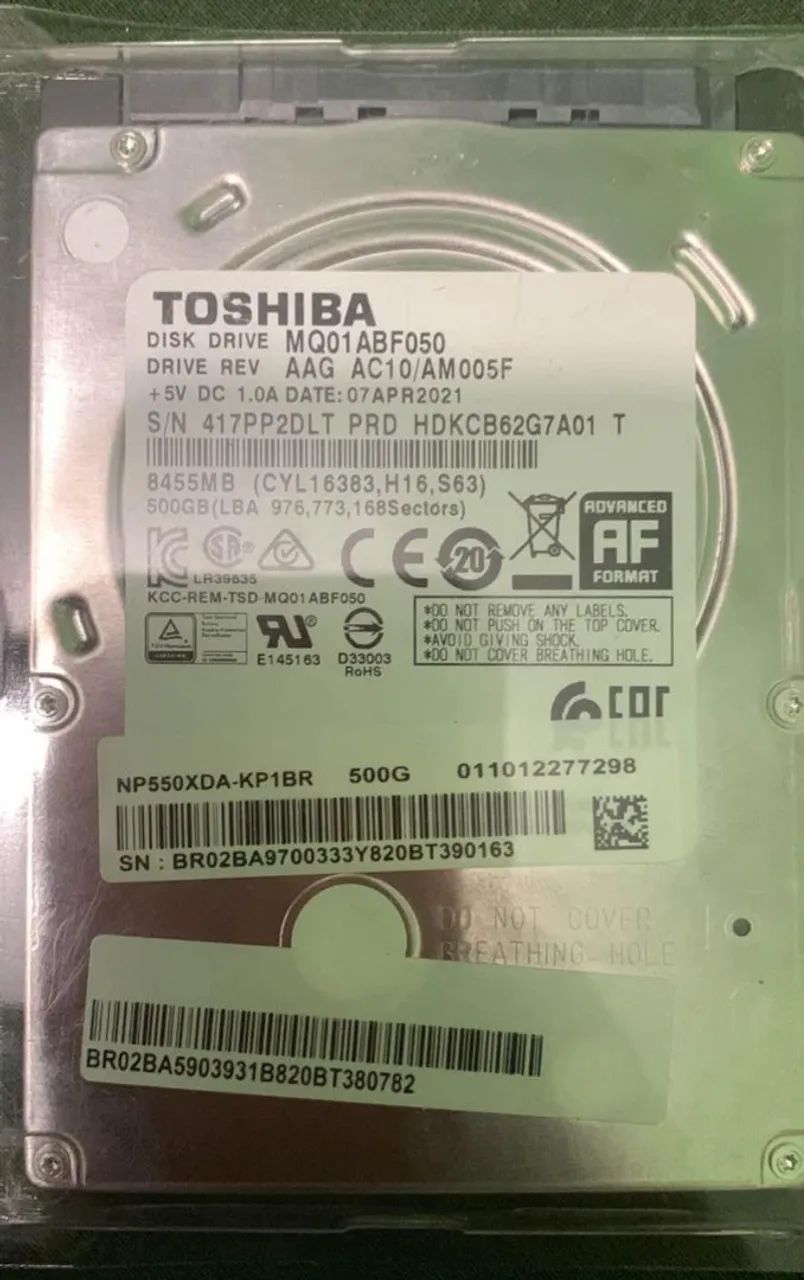 TOSHIBA
DISK DRIVE MQ01ABF050
DRIVE REV AAG AC10/AM005F
+5V DC 1.0A DATE: 07APR2021
S/N 417PP2DLT PRD HDKCB62G7A01 T
8455MB (CYL16383,H16,S63)
500GB(LBA 976,773,168Sectors)
LR39635
20
ADVANCED
AF
FORMAT
KCC-REM-TSD-MQ01ABF050
E145163
D33003
RoHS
*DO NOT REMOVE ANY LABELS.
*DO NOT PUSH ON THE TOP COVER.
*AVOID GIVING SHOCK.
*DO NOT COVER BREATHING HOLE.
NP550XDA-KP1BR 500G 011012277298
SN : BR02BA9700333Y820BT390163
DO NOT COVER
BREATHING HOLE
BR02BA5903931B820BT380782